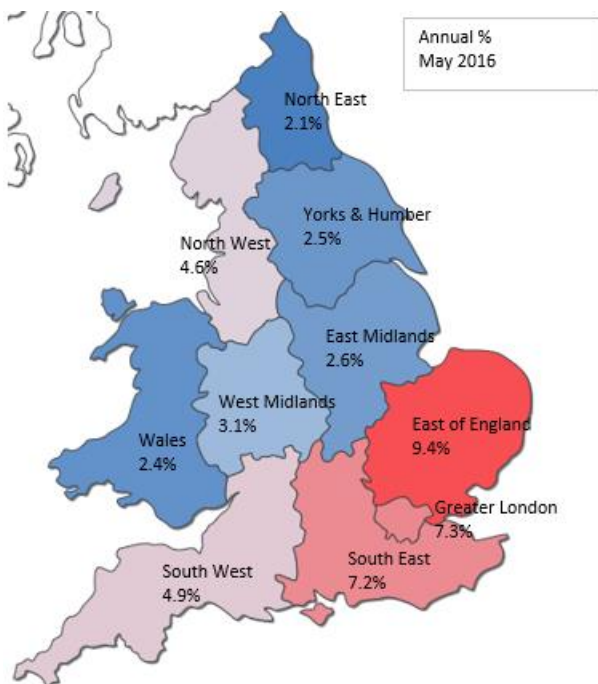 Annual %
May 2016
North East
2.1%
Yorks & Humber
2.5%
North West
4.6%
East Midlands
2.6%
West Midlands
3.1%
East of England
9.4%
Wales
2.4%
Greater London
7.3%
South East
7.2%
South West
4.9%